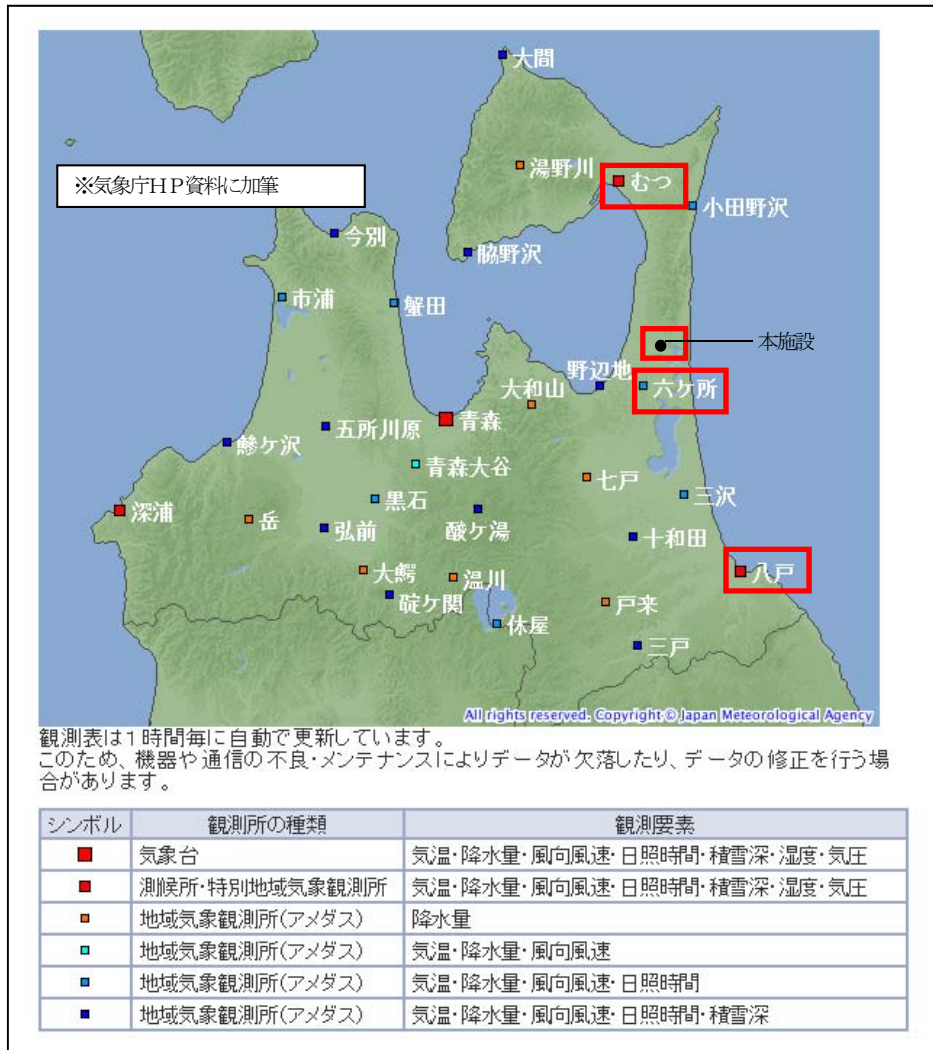 大間
湯野川
※気象庁HP資料に加筆
むつ
小田野沢
今別
脇野沢
市浦
蟹田
本施設
野辺地
大和山
六ケ所
青森
五所川原
鰺ケ沢
青森大谷
七戸
三沢
黒石
深浦
岳
弘前
酸ケ湯
十和田
大鰐
温川
八戸
碇ケ関
戸来
休屋
三戸
All rights reserved. Copyright © Japan Meteorological Agency
観測表は1時間毎に自動で更新しています。
このため、機器や通信の不良・メンテナンスによりデータが欠落したり、データの修正を行う場
合があります。
シンボル 観測所の種類 観測要素
気象台 気温・降水量・風向風速・日照時間・積雪深・湿度・気圧
測候所・特別地域気象観測所 気温・降水量・風向風速・日照時間・積雪深・湿度・気圧
地域気象観測所(アメダス) 降水量
地域気象観測所(アメダス) 気温・降水量・風向風速
地域気象観測所(アメダス) 気温・降水量・風向風速・日照時間
地域気象観測所(アメダス) 気温・降水量・風向風速・日照時間・積雪深